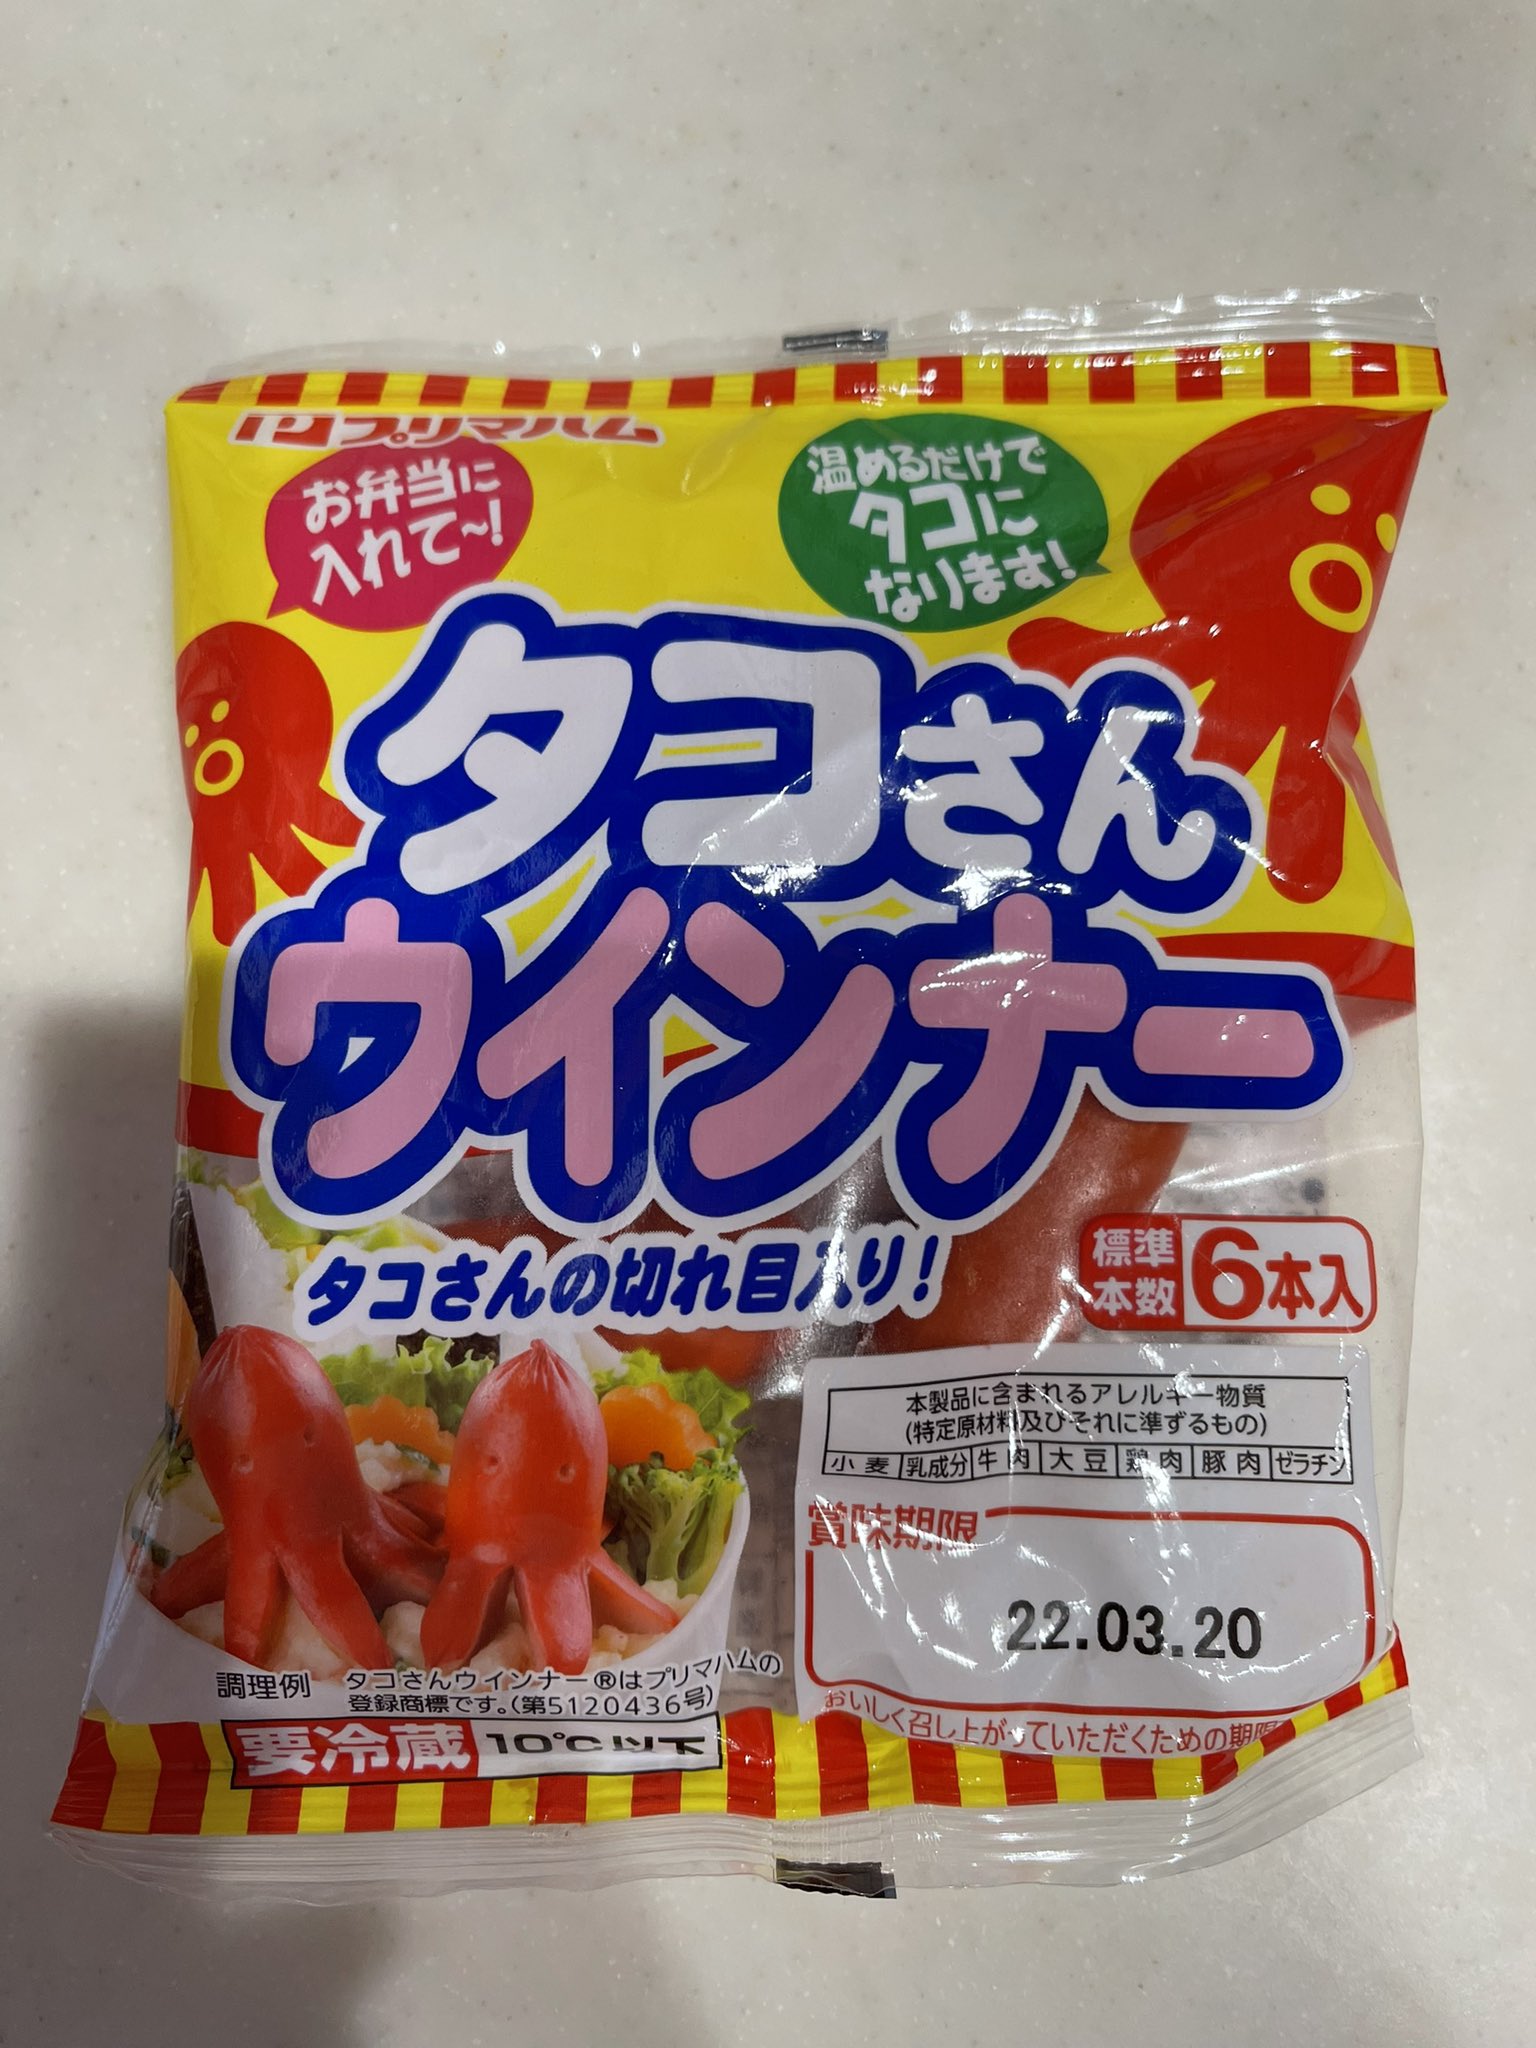 プリマハム
お弁当に
入れて~!
温めるだけで
タコに
なります!
タコさん
ウインナー
タコさんの切れ目入り!
標準
本数
6本入
本製品に含まれるアレルギー物質
(特定原材料及びそれに準ずるもの)
小麦 乳成分 牛肉 大豆 鶏肉 豚肉 ゼラチン
賞味期限
22.03.20
おいしく召し上がっていただくための期限
調理例
タコさんウインナー®はプリマハムの
登録商標です。(第5120436号)
要冷蔵 10℃以下